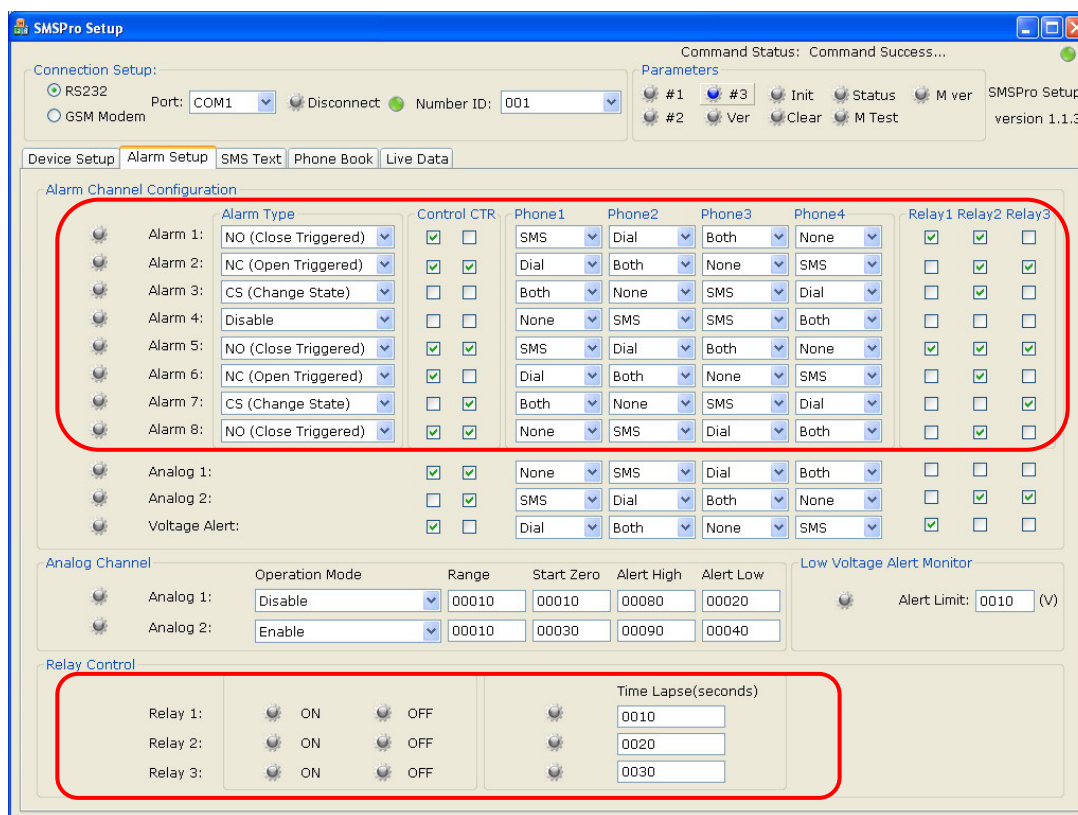 SMSPro Setup
Command Status: Command Success...
Connection Setup:
RS232
GSM Modem
Port: COM1 Disconnect Number ID: 001
Parameters
#1 #3 Init Status M ver
#2 Ver Clear M Test
SMSPro Setup
version 1.1.3
Device Setup Alarm Setup SMS Text Phone Book Live Data
Alarm Channel Configuration
Alarm Type Control CTR Phone1 Phone2 Phone3 Phone4 Relay1 Relay2 Relay3
Alarm 1: NO (Close Triggered) SMS Dial Both None
Alarm 2: NC (Open Triggered) Dial Both None SMS
Alarm 3: CS (Change State) Both None SMS Dial
Alarm 4: Disable None SMS SMS Both
Alarm 5: NO (Close Triggered) SMS Dial Both None
Alarm 6: NC (Open Triggered) Dial Both None SMS
Alarm 7: CS (Change State) Both None SMS Dial
Alarm 8: NO (Close Triggered) None SMS Dial Both
Analog 1: None SMS Dial Both
Analog 2: SMS Dial Both None
Voltage Alert: Dial Both None SMS
Analog Channel
Operation Mode Range Start Zero Alert High Alert Low
Analog 1: Disable 00010 00010 00080 00020
Analog 2: Enable 00010 00030 00090 00040
Low Voltage Alert Monitor
Alert Limit: 0010 (V)
Relay Control
Time Lapse(seconds)
Relay 1: ON OFF 0010
Relay 2: ON OFF 0020
Relay 3: ON OFF 0030